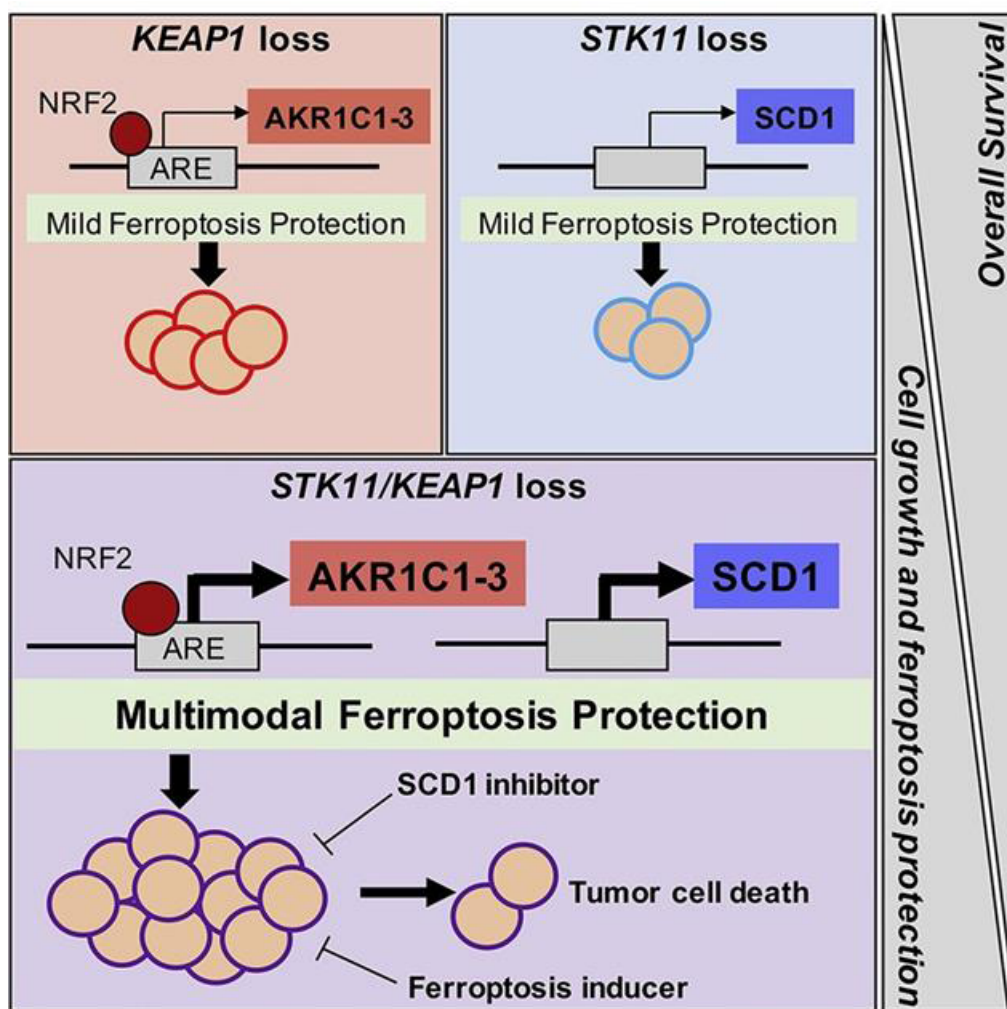 KEAP1 loss
NRF2
AKR1C1-3
ARE
Mild Ferroptosis Protection
STK11 loss
SCD1
Mild Ferroptosis Protection
STK11/KEAP1 loss
NRF2
AKR1C1-3
ARE
SCD1
Multimodal Ferroptosis Protection
SCD1 inhibitor
Tumor cell death
Ferroptosis inducer
Overall Survival
Cell growth and ferroptosis protection